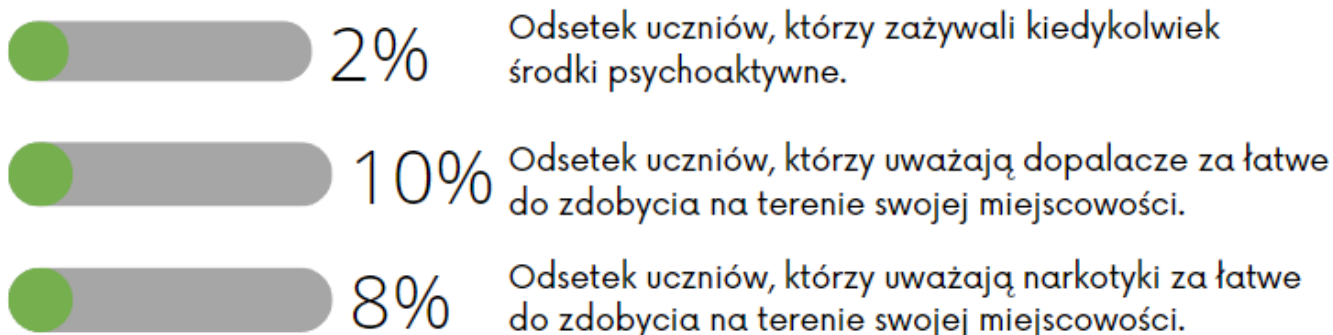 2%
Odsetek uczniów, którzy zażywali kiedykolwiek
środki psychoaktywne.
10%
Odsetek uczniów, którzy uważają dopalacze za łatwe
do zdobycia na terenie swojej miejscowości.
8%
Odsetek uczniów, którzy uważają narkotyki za łatwe
do zdobycia na terenie swojej miejscowości.